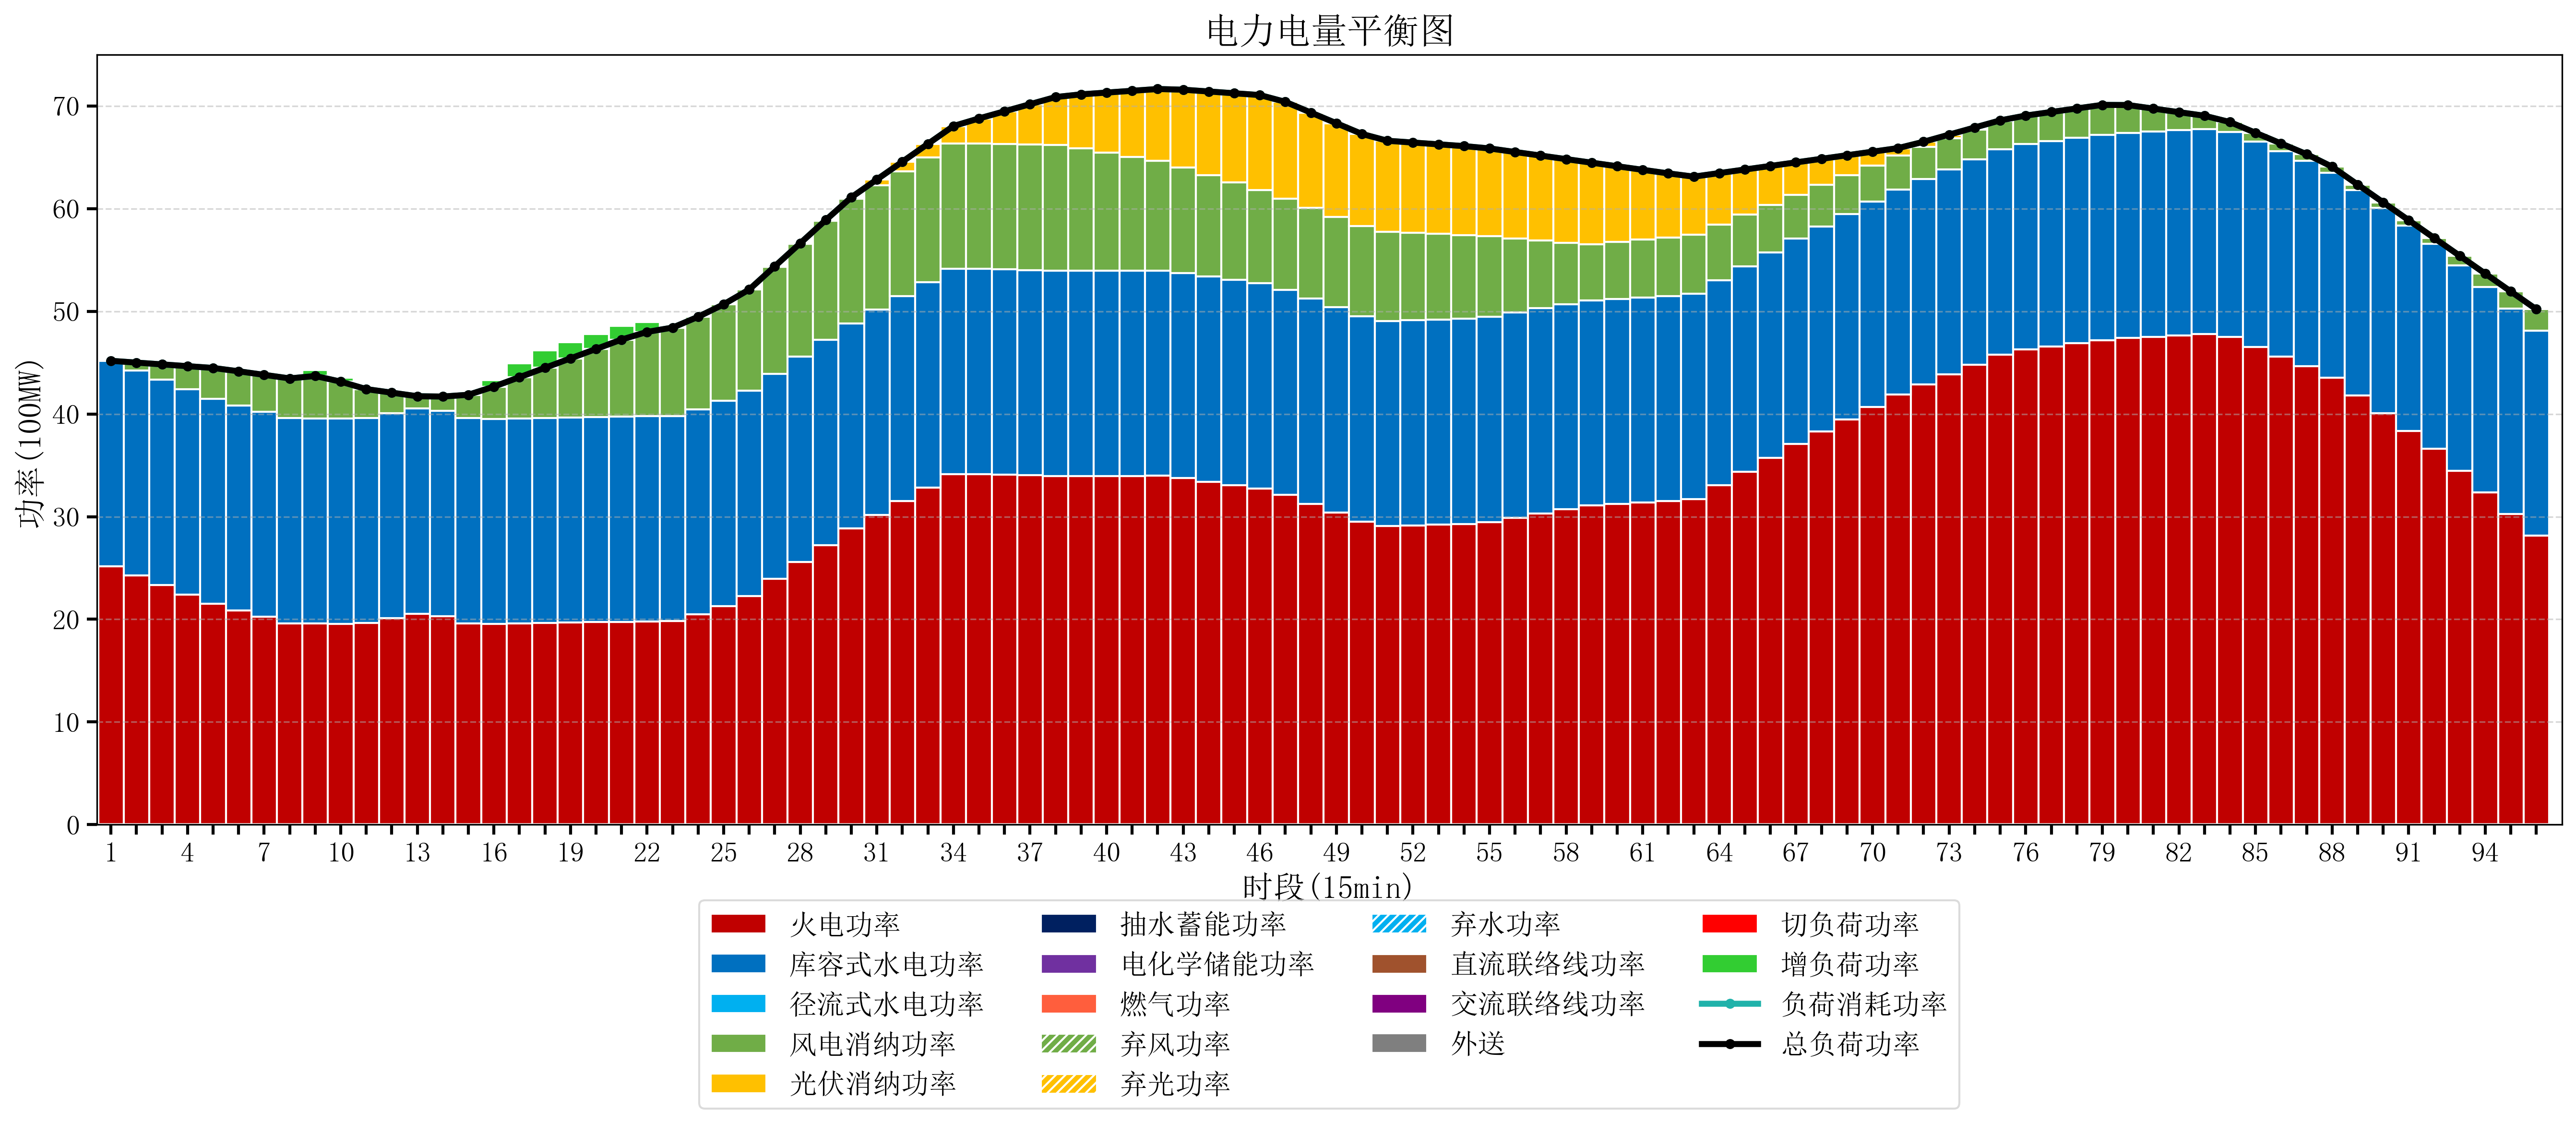 电力电量平衡图
功率(100MW)
70
60
50
40
30
20
10
0
1 4 7 10 13 16 19 22 25 28 31 34 37 40 43 46 49 52 55 58 61 64 67 70 73 76 79 82 85 88 91 94
时段(15min)
火电功率 抽水蓄能功率 弃水功率 切负荷功率
库容式水电功率 电化学储能功率 直流联络线功率 增负荷功率
径流式水电功率 燃气功率 交流联络线功率 负荷消耗功率
风电消纳功率 弃风功率 外送 总负荷功率
光伏消纳功率 弃光功率